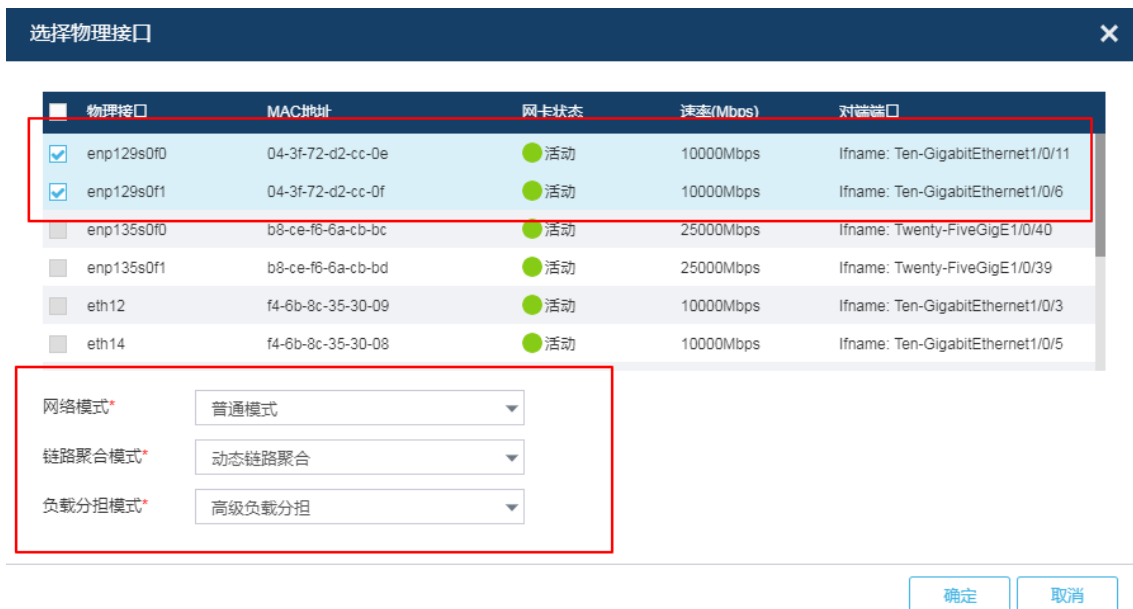 选择物理接口
物理接口 MAC地址 网卡状态 速率(Mbps) 对端端口
enp129s0f0 04-3f-72-d2-cc-0e 活动 10000Mbps Ifname: Ten-GigabitEthernet1/0/11
enp129s0f1 04-3f-72-d2-cc-0f 活动 10000Mbps Ifname: Ten-GigabitEthernet1/0/6
enp135s0f0 b8-ce-f6-6a-cb-bc 活动 25000Mbps Ifname: Twenty-FiveGigE1/0/40
enp135s0f1 b8-ce-f6-6a-cb-bd 活动 25000Mbps Ifname: Twenty-FiveGigE1/0/39
eth12 f4-6b-8c-35-30-09 活动 10000Mbps Ifname: Ten-GigabitEthernet1/0/3
eth14 f4-6b-8c-35-30-08 活动 10000Mbps Ifname: Ten-GigabitEthernet1/0/5
网络模式* 普通模式
链路聚合模式* 动态链路聚合
负载分担模式* 高级负载分担
确定 取消